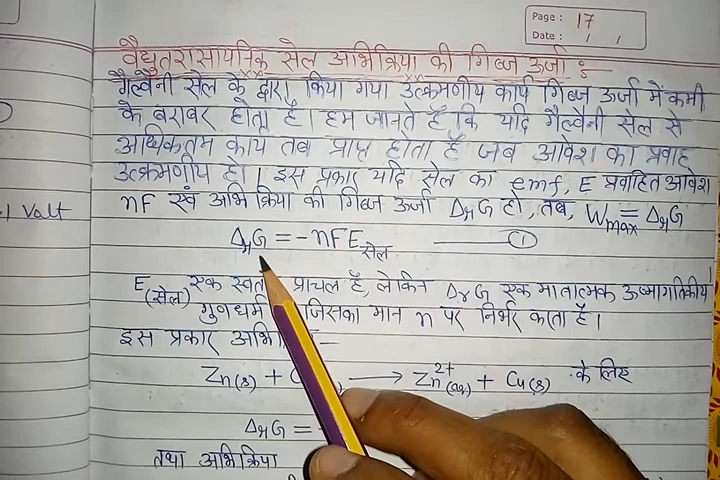 Page : 17
Date : / /
वैद्युतरासायनिक सेल अभिक्रिया की गिब्ज ऊर्जा :
गैल्वैनी सेल के द्वारा किया गया उत्क्रमणीय कार्य गिब्ज ऊर्जा में कमी
के बराबर होता है। हम जानते हैं कि यदि गैल्वैनी सेल से
अधिकतम कार्य तब प्राप्त होता है जब आवेश का प्रवाह
उत्क्रमणीय हो। इस प्रकार यदि सेल का emf, E प्रवाहित आवेश
Volt
nF एवं अभिक्रिया की गिब्ज ऊर्जा ΔrG हो, तब, Wmax = ΔrG
ΔrG = -nFEसेल ①
E(सेल) एक स्वतं प्राचल है, लेकिन ΔrG एक मात्रात्मक ऊष्मागतिकीय
गुणधर्म जिसका मान n पर निर्भर करता है।
इस प्रकार
Zn(s) + ⟶ Zn²⁺(aq) + Cu(s) के लिए
ΔrG =
तथा अभिक्रिया